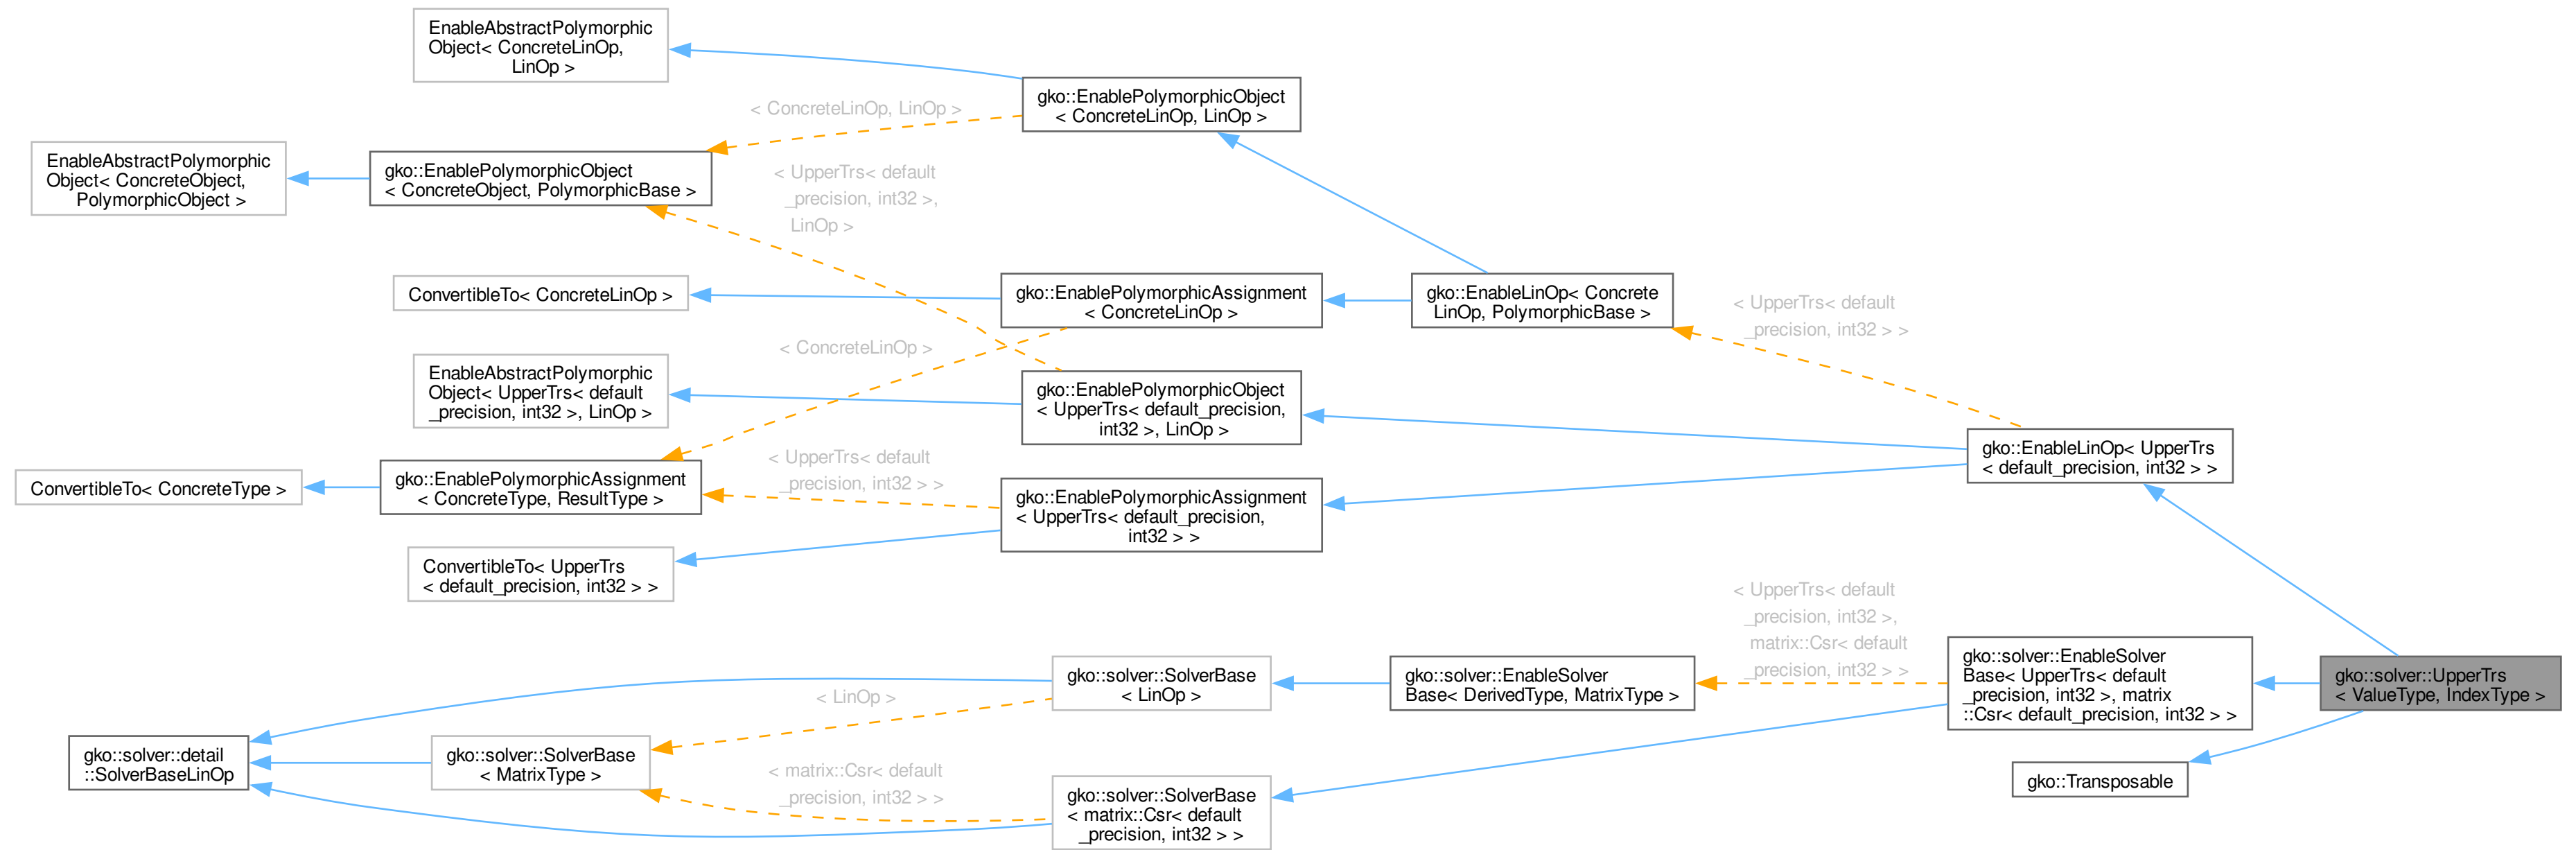 EnableAbstractPolymorphic
Object< ConcreteLinOp,
LinOp >
gko::EnablePolymorphicObject
< ConcreteLinOp, LinOp >
< ConcreteLinOp, LinOp >
EnableAbstractPolymorphic
Object< ConcreteObject,
PolymorphicObject >
gko::EnablePolymorphicObject
< ConcreteObject, PolymorphicBase >
< UpperTrs< default
_precision, int32 >,
LinOp >
ConvertibleTo< ConcreteLinOp >
gko::EnablePolymorphicAssignment
< ConcreteLinOp >
gko::EnableLinOp< Concrete
LinOp, PolymorphicBase >
< UpperTrs< default
_precision, int32 > >
< ConcreteLinOp >
EnableAbstractPolymorphic
Object< UpperTrs< default
_precision, int32 >, LinOp >
gko::EnablePolymorphicObject
< UpperTrs< default_precision,
int32 >, LinOp >
gko::EnableLinOp< UpperTrs
< default_precision, int32 > >
ConvertibleTo< ConcreteType >
gko::EnablePolymorphicAssignment
< ConcreteType, ResultType >
< UpperTrs< default
_precision, int32 > >
gko::EnablePolymorphicAssignment
< UpperTrs< default_precision,
int32 > >
ConvertibleTo< UpperTrs
< default_precision, int32 > >
< UpperTrs< default
_precision, int32 >,
matrix::Csr< default
_precision, int32 > >
gko::solver::SolverBase
< LinOp >
gko::solver::EnableSolver
Base< DerivedType, MatrixType >
gko::solver::EnableSolver
Base< UpperTrs< default
_precision, int32 >, matrix
::Csr< default_precision, int32 > >
gko::solver::UpperTrs
< ValueType, IndexType >
< LinOp >
gko::solver::detail
::SolverBaseLinOp
gko::solver::SolverBase
< MatrixType >
< matrix::Csr< default
_precision, int32 > >
gko::solver::SolverBase
< matrix::Csr< default
_precision, int32 > >
gko::Transposable